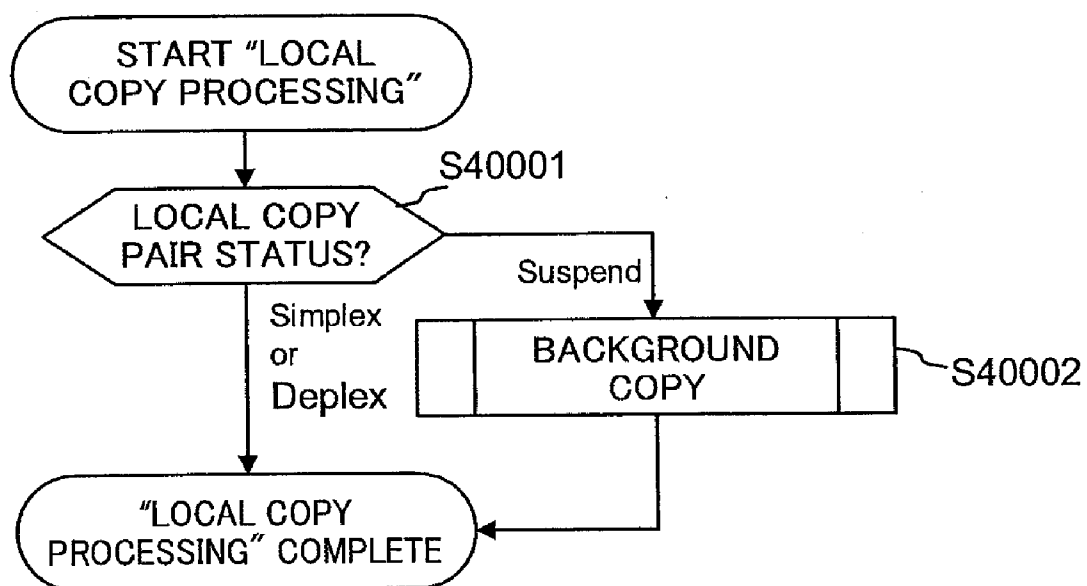 START "LOCAL
COPY PROCESSING"
S40001
LOCAL COPY
PAIR STATUS?
Suspend
Simplex
or
Deplex
BACKGROUND
COPY
S40002
"LOCAL COPY
PROCESSING" COMPLETE